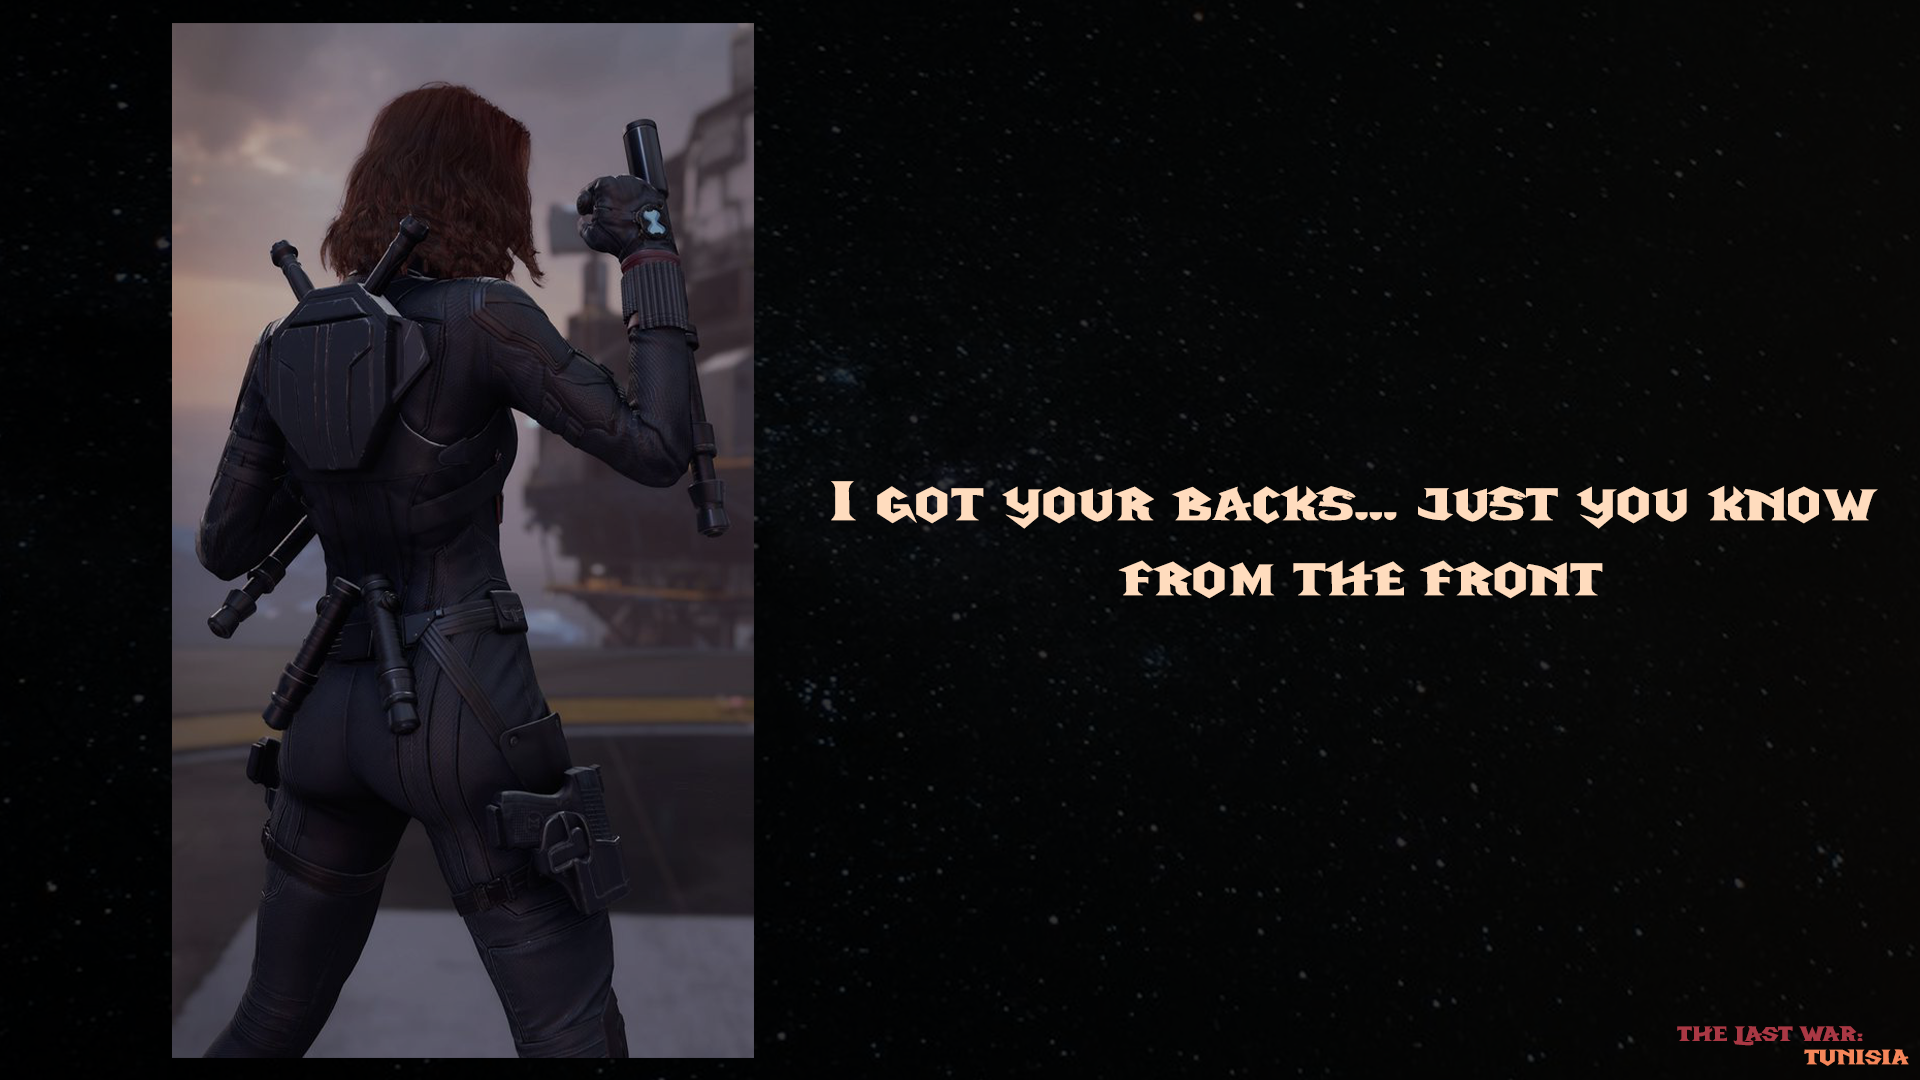 I GOT YOUR BACKS... JUST YOU KNOW
FROM THE FRONT
THE LAST WAR:
TUNISIA